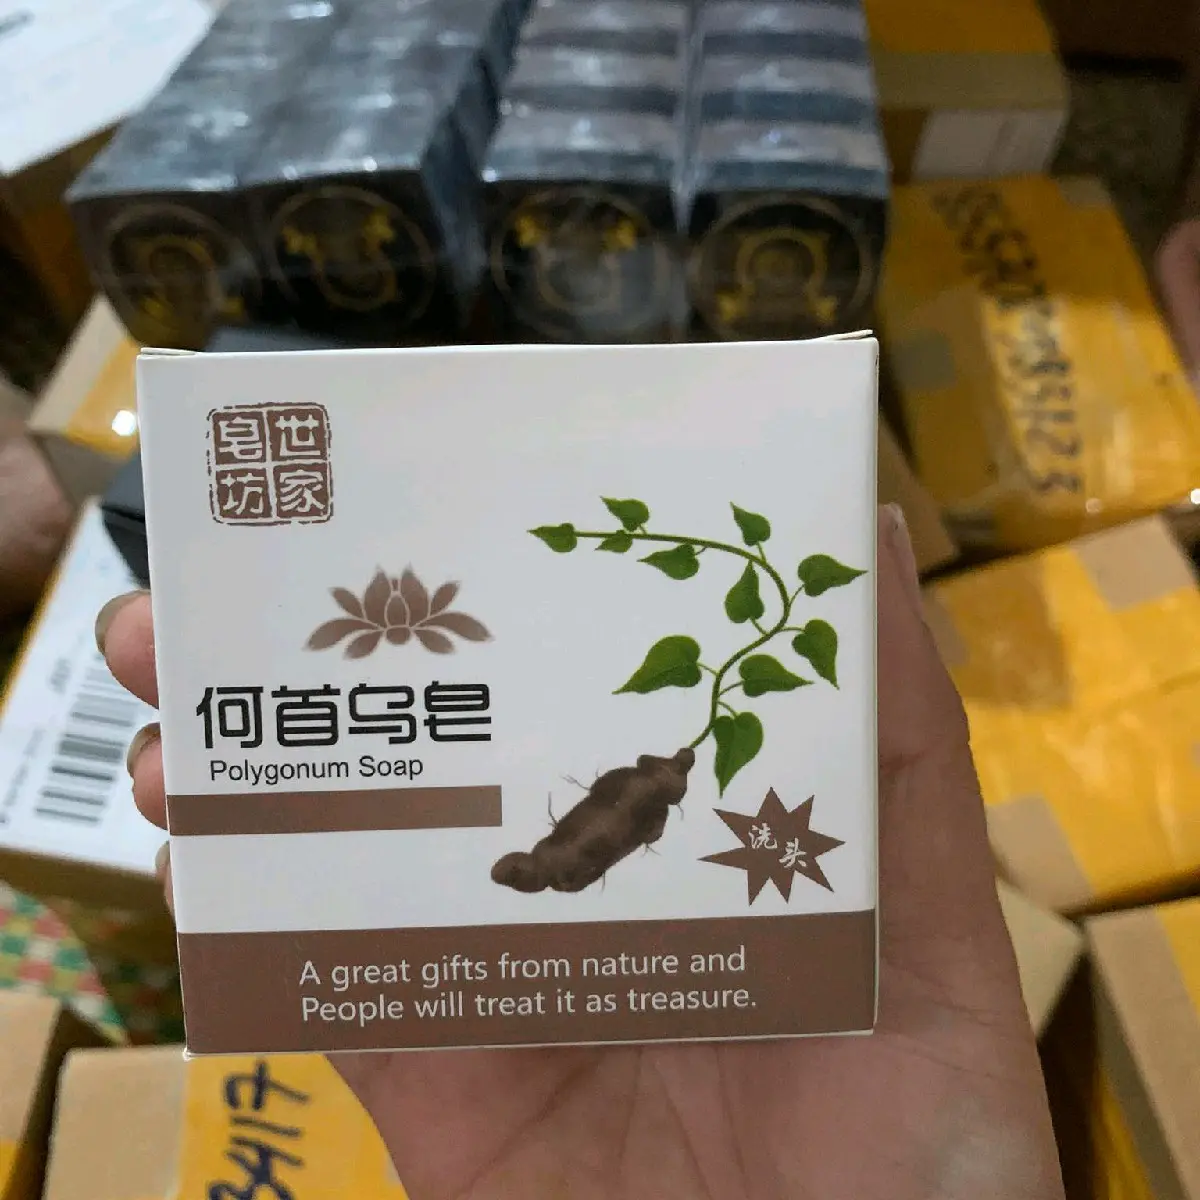 世家
皂坊
何首乌皂
Polygonum Soap
洗头
A great gifts from nature and
People will treat it as treasure.
3417